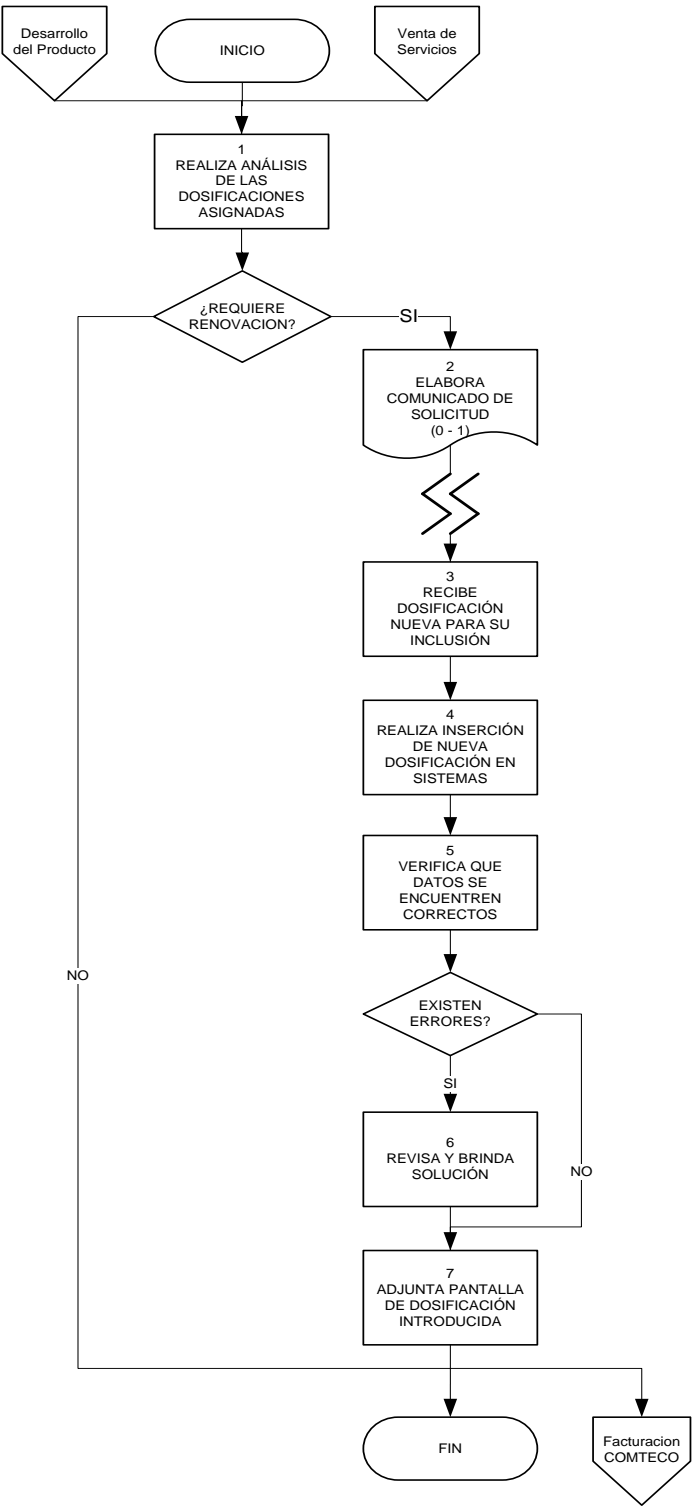 Desarrollo
del Producto
INICIO
Venta de
Servicios
1
REALIZA ANÁLISIS
DE LAS
DOSIFICACIONES
ASIGNADAS
¿REQUIERE
RENOVACION?
SI
2
ELABORA
COMUNICADO DE
SOLICITUD
(0 - 1)
3
RECIBE
DOSIFICACIÓN
NUEVA PARA SU
INCLUSIÓN
4
REALIZA INSERCIÓN
DE NUEVA
DOSIFICACIÓN EN
SISTEMAS
5
VERIFICA QUE
DATOS SE
ENCUENTREN
CORRECTOS
NO
EXISTEN
ERRORES?
SI
6
REVISA Y BRINDA
SOLUCIÓN
NO
7
ADJUNTA PANTALLA
DE DOSIFICACIÓN
INTRODUCIDA
FIN
Facturacion
COMTECO